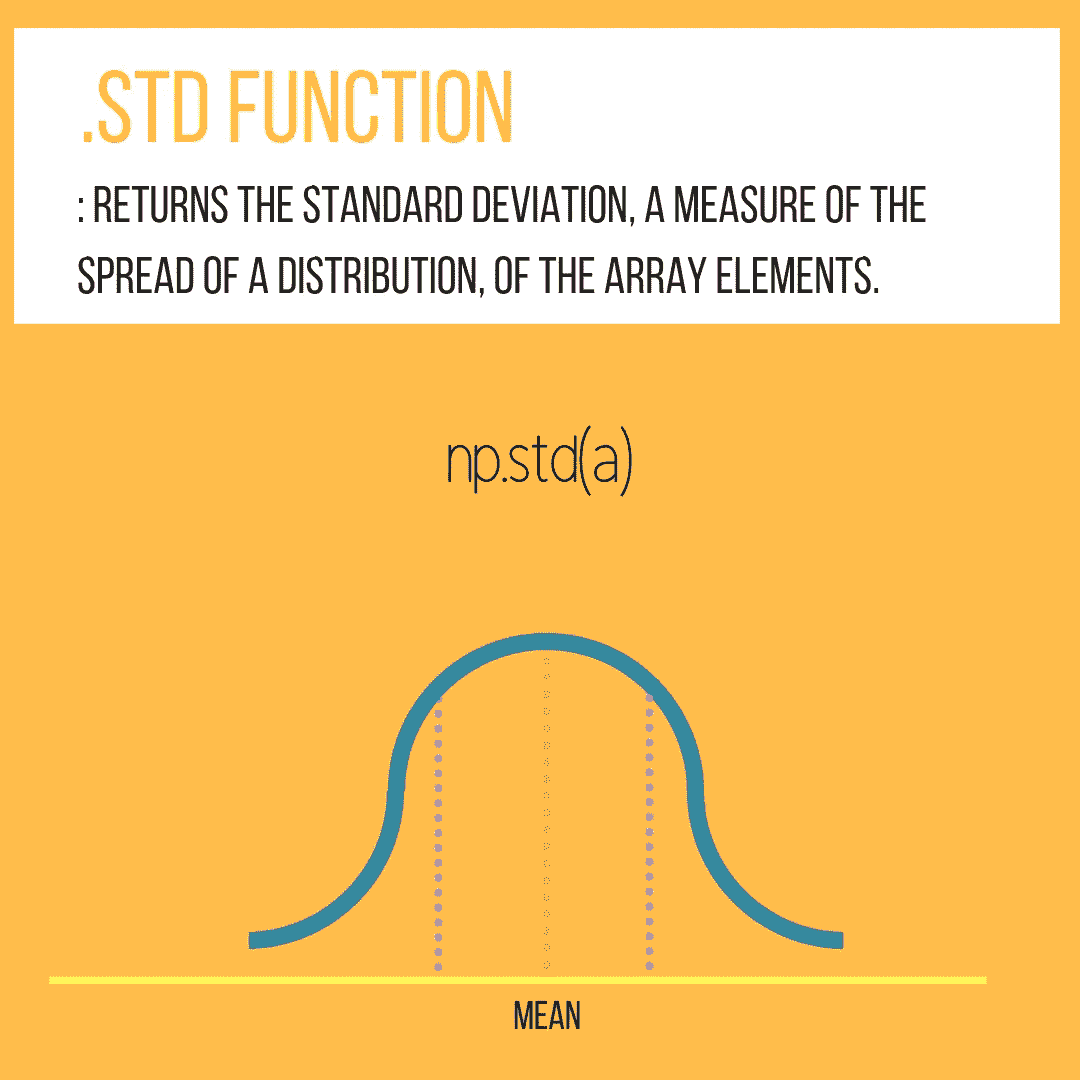 .STD FUNCTION
: RETURNS THE STANDARD DEVIATION, A MEASURE OF THE
SPREAD OF A DISTRIBUTION, OF THE ARRAY ELEMENTS.
np.std(a)
MEAN